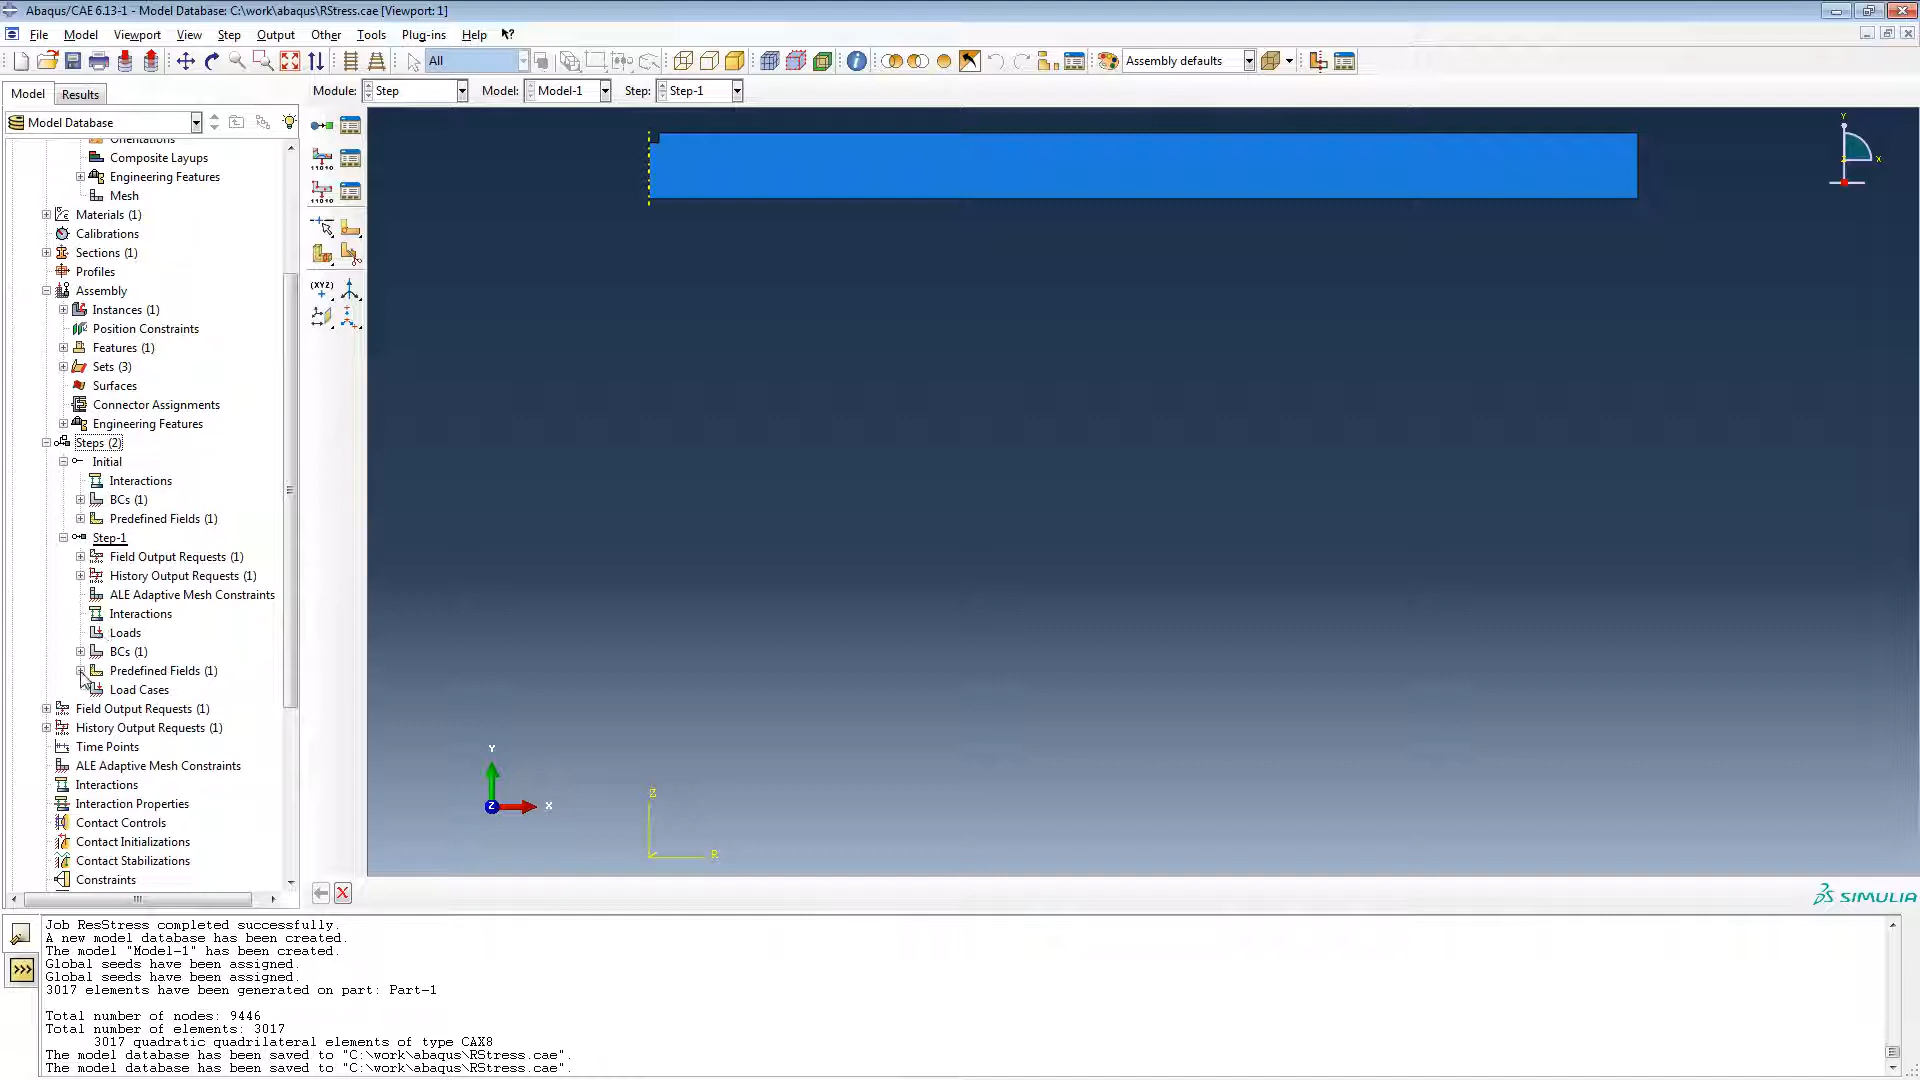 Abaqus/CAE 6.13-1 - Model Database: C:\work\abaqus\RStress.cae [Viewport: 1]
File Model Viewport View Step Output Other Tools Plug-ins Help
All Assembly defaults
Model Results Module: Step Model: Model-1 Step: Step-1
Model Database
Orientations
Composite Layups
Engineering Features
Mesh
Materials (1)
Calibrations
Sections (1)
Profiles
Assembly
Instances (1)
Position Constraints
Features (1)
Sets (3)
Surfaces
Connector Assignments
Engineering Features
Steps (2)
Initial
Interactions
BCs (1)
Predefined Fields (1)
Step-1
Field Output Requests (1)
History Output Requests (1)
ALE Adaptive Mesh Constraints
Interactions
Loads
BCs (1)
Predefined Fields (1)
Load Cases
Field Output Requests (1)
History Output Requests (1)
Time Points
ALE Adaptive Mesh Constraints
Interactions
Interaction Properties
Contact Controls
Contact Initializations
Contact Stabilizations
Constraints
(XYZ)
Y
X
Y
Z
X
Z
R
SIMULIA
Job ResStress completed successfully.
A new model database has been created.
The model "Model-1" has been created.
Global seeds have been assigned.
Global seeds have been assigned.
3017 elements have been generated on part: Part-1
Total number of nodes: 9446
Total number of elements: 3017
3017 quadratic quadrilateral elements of type CAX8
The model database has been saved to "C:\work\abaqus\RStress.cae".
The model database has been saved to "C:\work\abaqus\RStress.cae".